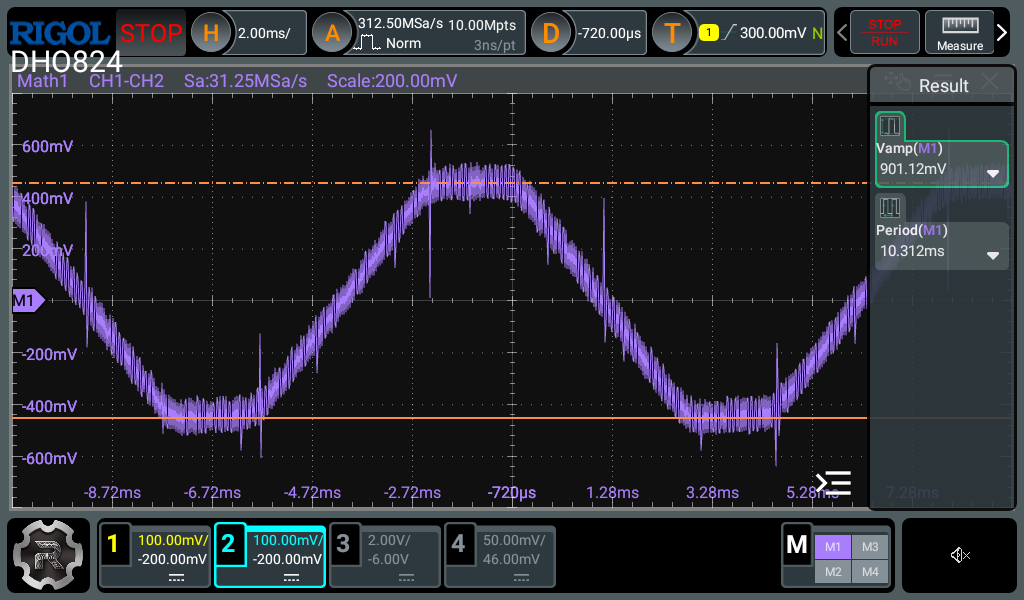 RIGOL STOP H 2.00ms/ A 312.50MSa/s 10.00Mpts D -720.00µs T 1 300.00mV N STOP
Norm 3ns/pt RUN Measure
DHO824
Math1 CH1-CH2 Sa:31.25MSa/s Scale:200.00mV
Result
600mV
Vamp(M1)
901.12mV
400mV
Period(M1)
200mV
10.312ms
M1
-200mV
-400mV
-600mV
-8.72ms -6.72ms -4.72ms -2.72ms -720µs 1.28ms 3.28ms 5.28ms 7.28ms
1 100.00mV/ 2 100.00mV/ 3 2.00V/ 4 50.00mV/ M M1 M3
-200.00mV -200.00mV -6.00V 46.00mV M2 M4
R